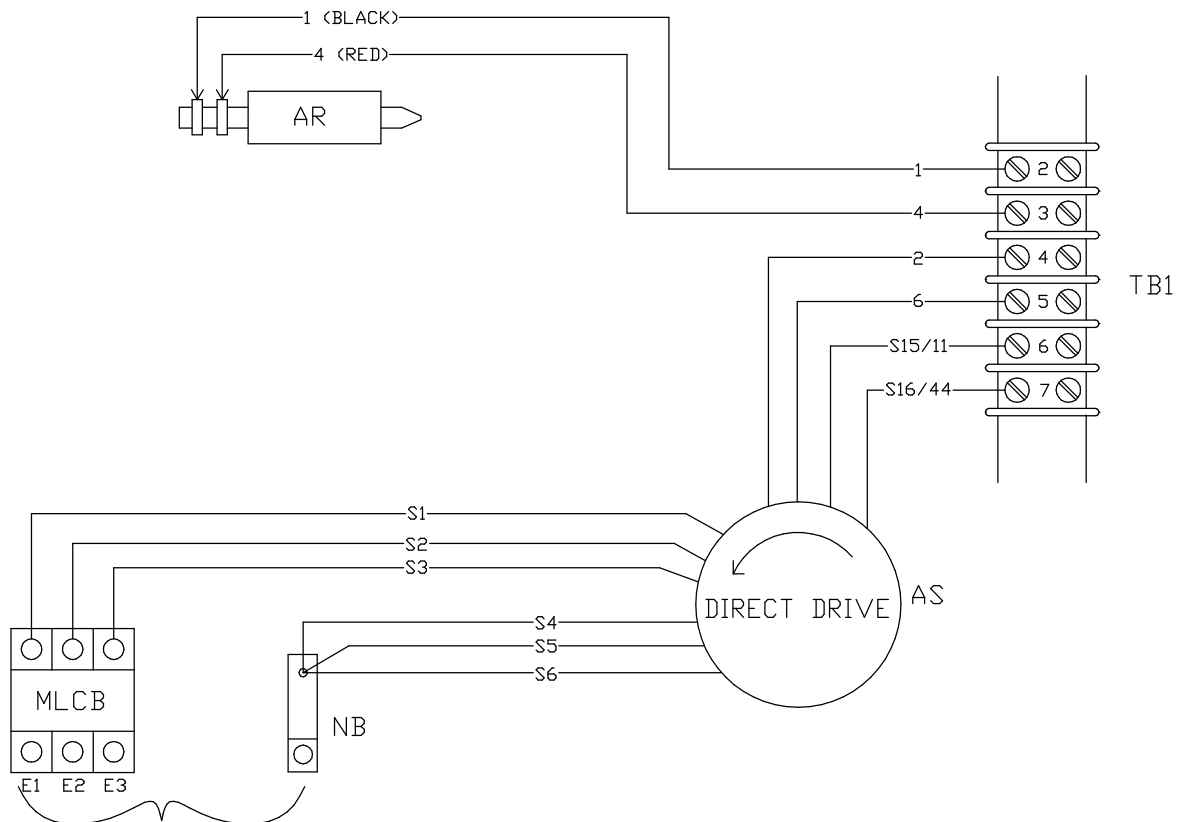 1 (BLACK)
4 (RED)
AR
1
2
4
3
2
4
TB1
6
5
S15/11
6
S16/44
7
S1
S2
S3
DIRECT DRIVE
AS
S4
S5
S6
MLCB
NB
E1 E2 E3